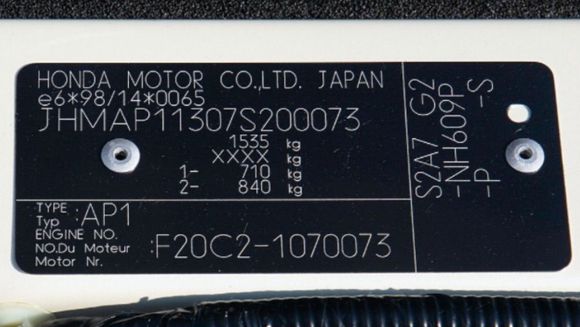 HONDA MOTOR CO.,LTD. JAPAN
e6*98/14*0065
JHMAP11307S200073
1535 kg
XXXX kg
1- 710 kg
2- 840 kg
TYPE
Typ :AP1
ENGINE NO.
NO.Du Moteur :F20C2-1070073
Motor Nr.
S2A7 G2
-NH609P -S
-P